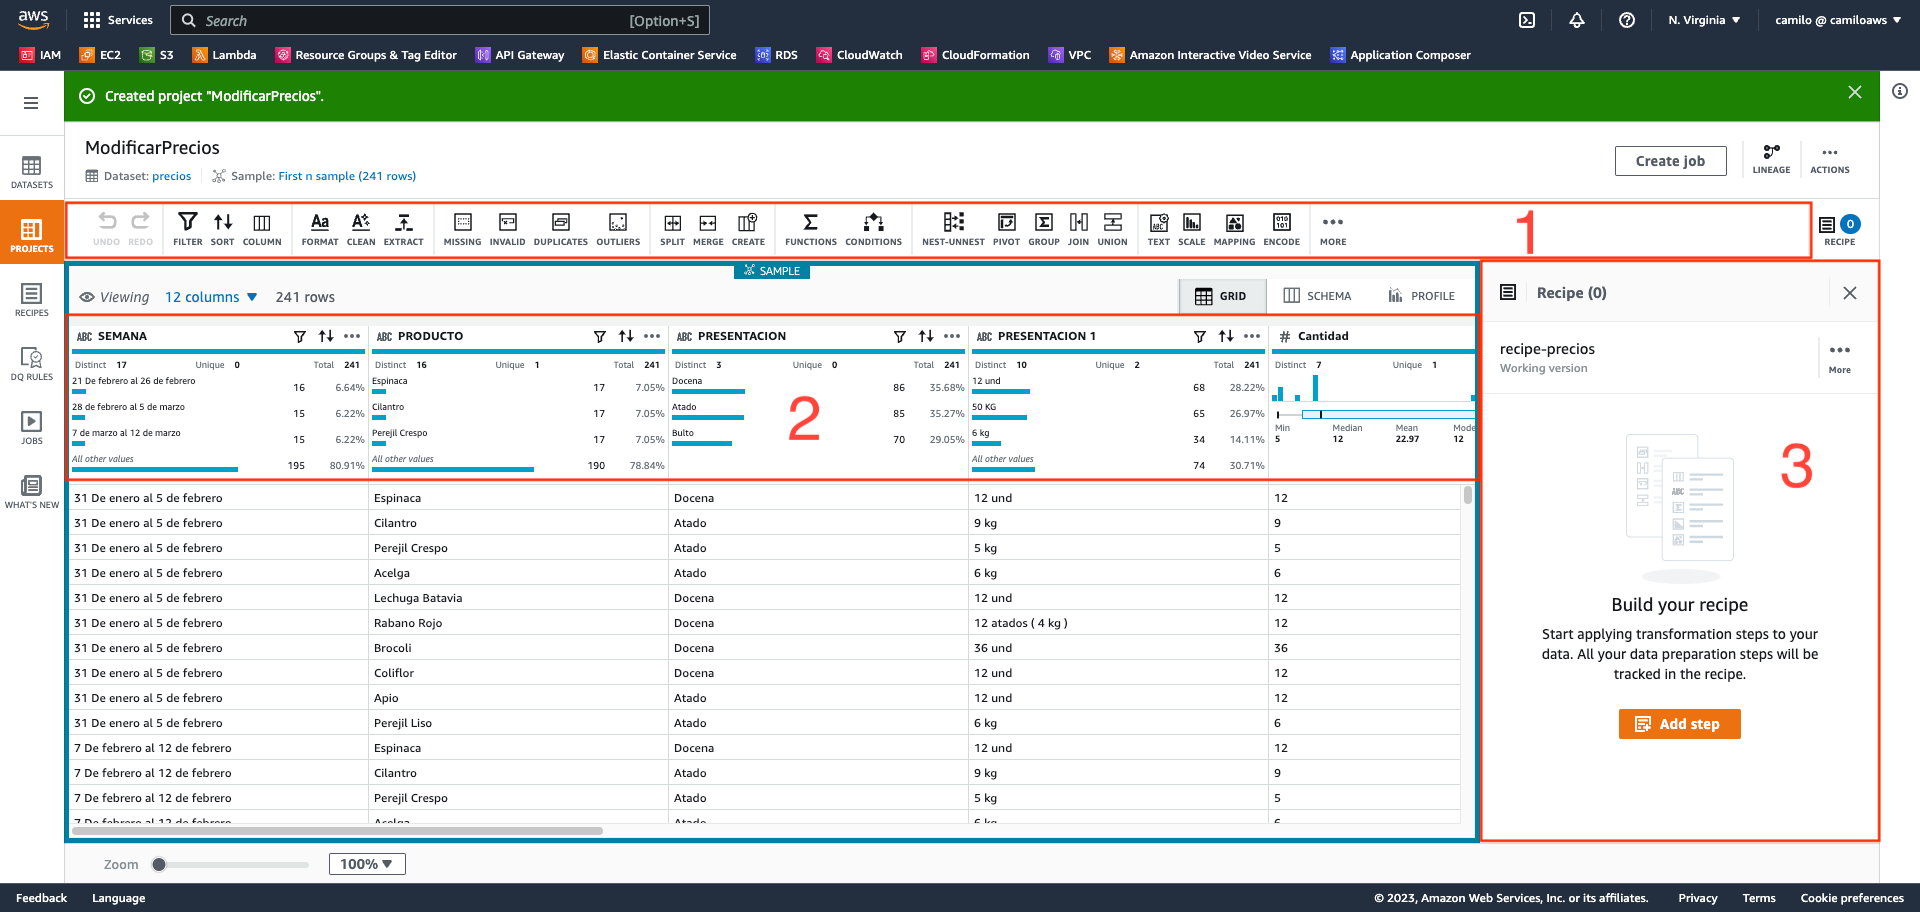 aws Services Search [Option+S] N. Virginia camilo @ camiloaws
IAM EC2 S3 Lambda Resource Groups & Tag Editor API Gateway Elastic Container Service RDS CloudWatch CloudFormation VPC Amazon Interactive Video Service Application Composer
Created project "ModificarPrecios".
ModificarPrecios
Dataset: precios Sample: First n sample (241 rows)
Create job LINEAGE ACTIONS
DATASETS
PROJECTS
RECIPES
DQ RULES
JOBS
WHAT'S NEW
UNDO REDO FILTER SORT COLUMN FORMAT CLEAN EXTRACT MISSING INVALID DUPLICATES OUTLIERS SPLIT MERGE CREATE FUNCTIONS CONDITIONS NEST-UNNEST PIVOT GROUP JOIN UNION TEXT SCALE MAPPING ENCODE MORE 1 0 RECIPE
SAMPLE
Viewing 12 columns 241 rows GRID SCHEMA PROFILE
ABC SEMANA ABC PRODUCTO ABC PRESENTACION ABC PRESENTACION 1 # Cantidad
Distinct 17 Unique 0 Total 241 Distinct 16 Unique 1 Total 241 Distinct 3 Unique 0 Total 241 Distinct 10 Unique 2 Total 241 Distinct 7 Unique 1
21 De febrero al 26 de febrero 16 6.64% Espinaca 17 7.05% Docena 86 35.68% 12 und 68 28.22%
28 de febrero al 5 de marzo 15 6.22% Cilantro 17 7.05% Atado 85 35.27% 50 KG 65 26.97%
7 de marzo al 12 de marzo 15 6.22% Perejil Crespo 17 7.05% Bulto 70 29.05% 6 kg 34 14.11%
Min Median Mean Mode
5 12 22.97 12
All other values 195 80.91% All other values 190 78.84% All other values 74 30.71%
2
31 De enero al 5 de febrero Espinaca Docena 12 und 12
31 De enero al 5 de febrero Cilantro Atado 9 kg 9
31 De enero al 5 de febrero Perejil Crespo Atado 5 kg 5
31 De enero al 5 de febrero Acelga Atado 6 kg 6
31 De enero al 5 de febrero Lechuga Batavia Docena 12 und 12
31 De enero al 5 de febrero Rabano Rojo Docena 12 atados ( 4 kg ) 12
31 De enero al 5 de febrero Brocoli Docena 36 und 36
31 De enero al 5 de febrero Coliflor Docena 12 und 12
31 De enero al 5 de febrero Apio Atado 12 und 12
31 De enero al 5 de febrero Perejil Liso Atado 6 kg 6
7 De febrero al 12 de febrero Espinaca Docena 12 und 12
7 De febrero al 12 de febrero Cilantro Atado 9 kg 9
7 De febrero al 12 de febrero Perejil Crespo Atado 5 kg 5
7 De febrero al 12 de febrero Acelga Atado 6 kg 6
Recipe (0)
recipe-precios
Working version
More
3
Build your recipe
Start applying transformation steps to your
data. All your data preparation steps will be
tracked in the recipe.
Add step
Zoom 100%
Feedback Language © 2023, Amazon Web Services, Inc. or its affiliates. Privacy Terms Cookie preferences